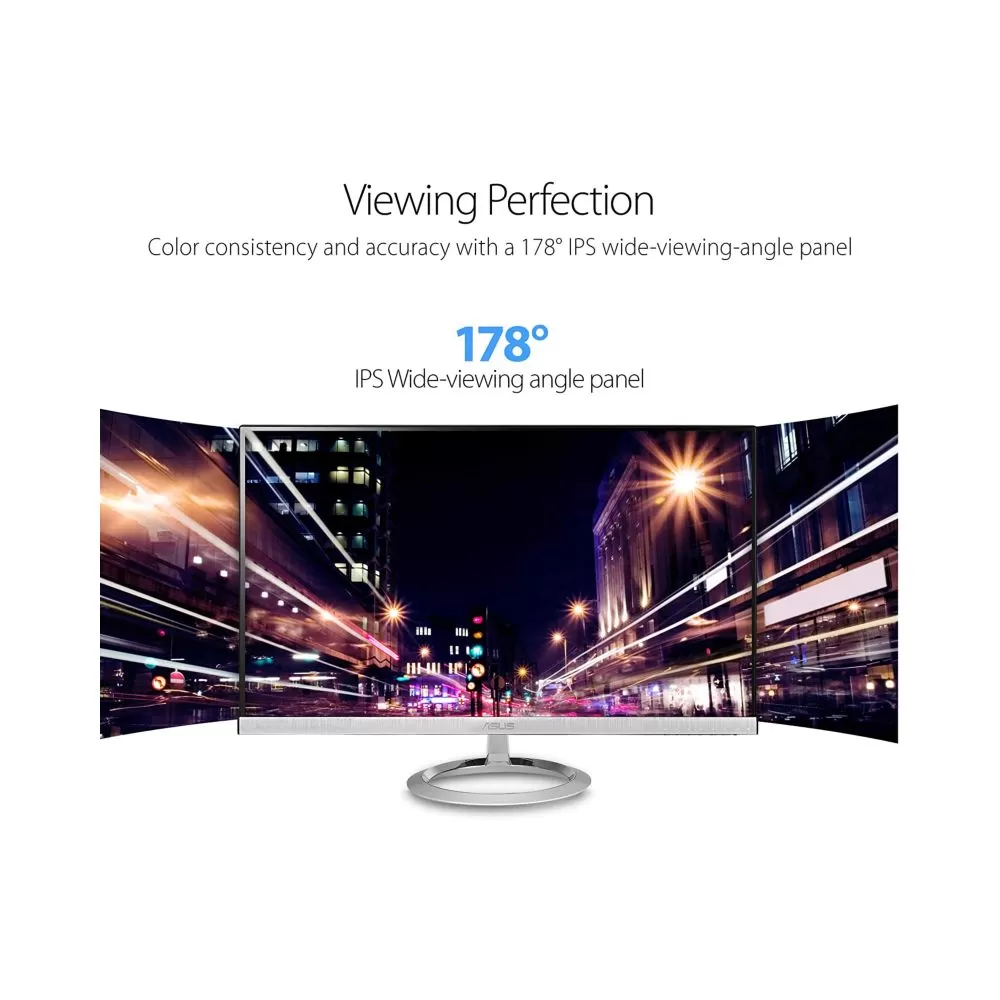 Viewing Perfection
Color consistency and accuracy with a 178° IPS wide-viewing-angle panel
178°
IPS Wide-viewing angle panel
ASUS